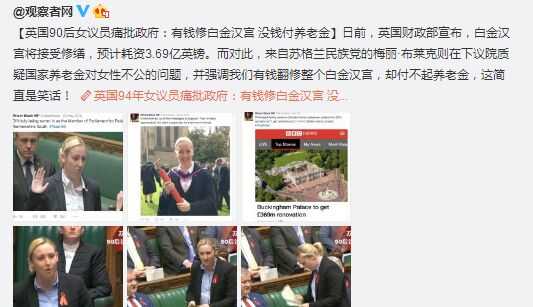 @观察者网
【英国90后女议员痛批政府：有钱修白金汉宫 没钱付养老金】日前，英国财政部宣布，白金汉
宫将接受修缮，预计耗资3.69亿英镑。而对此，来自苏格兰民族党的梅丽·布莱克则在下议院质
疑国家养老金对女性不公的问题，并强调我们有钱翻修整个白金汉宫，却付不起养老金，这简
直是笑话！ 英国94年女议员痛批政府：有钱修白金汉宫 没...
BBC NEWS
Top Stories
My News
Buckingham Palace to get
£369m renovation